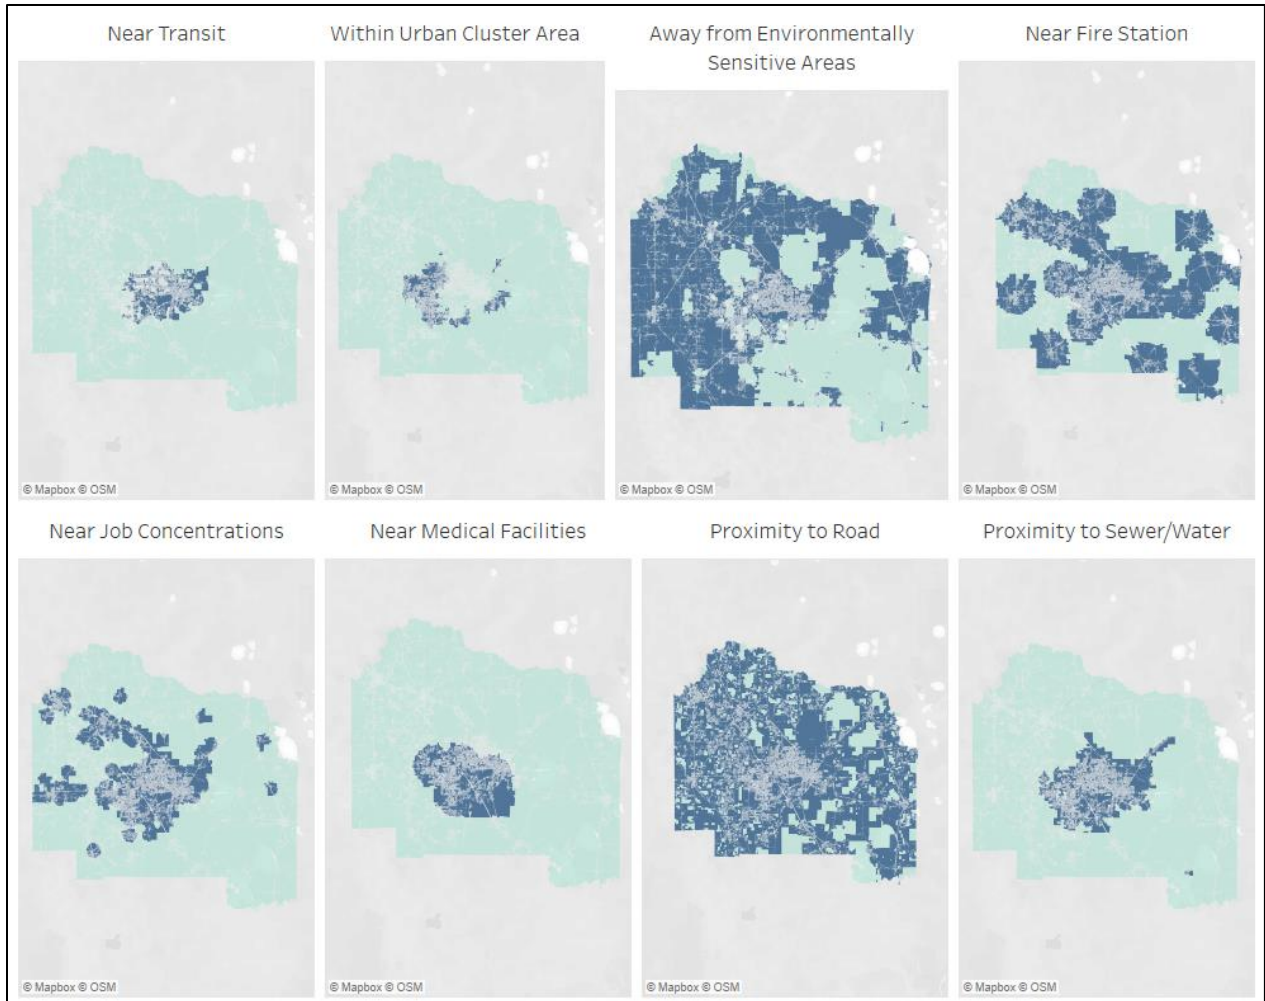 Near Transit
Within Urban Cluster Area
Away from Environmentally
Sensitive Areas
Near Fire Station
© Mapbox © OSM
© Mapbox © OSM
© Mapbox © OSM
© Mapbox © OSM
Near Job Concentrations
Near Medical Facilities
Proximity to Road
Proximity to Sewer/Water
© Mapbox © OSM
© Mapbox © OSM
© Mapbox © OSM
© Mapbox © OSM